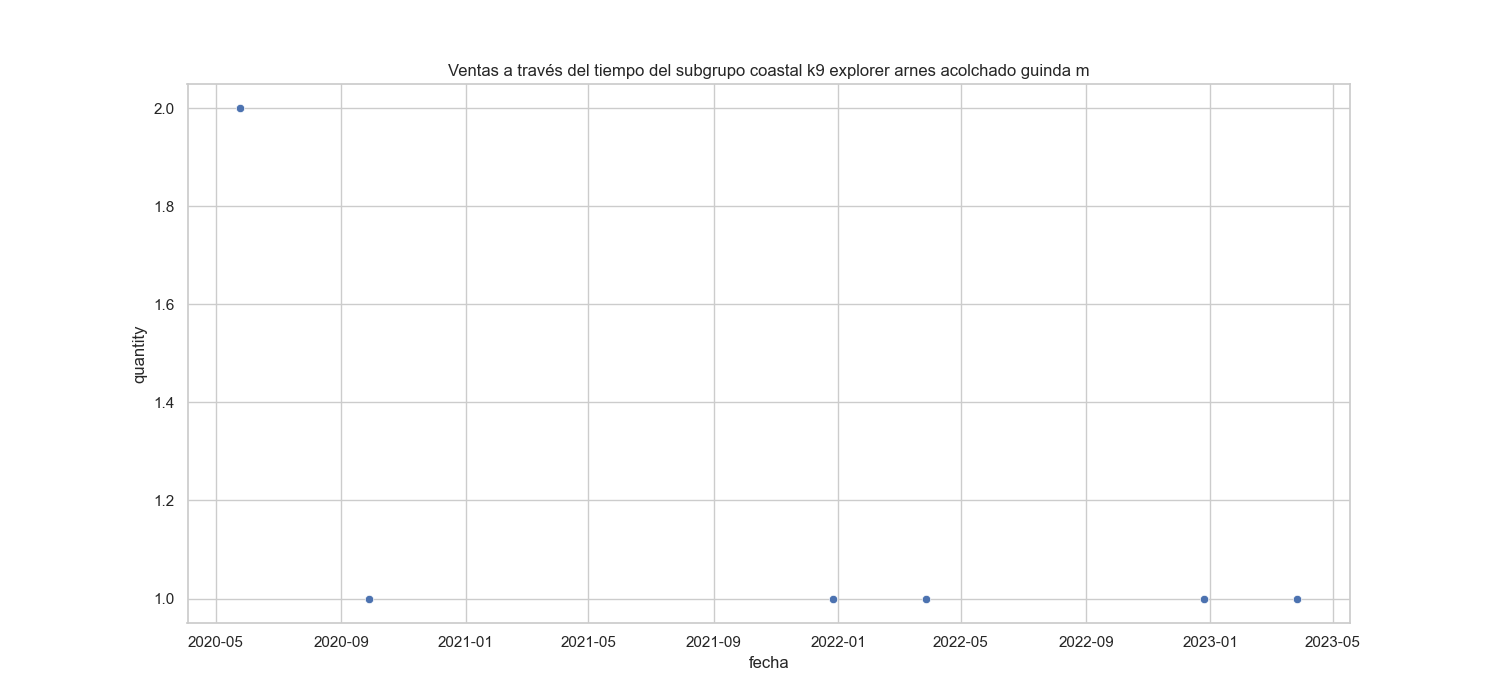 Ventas a través del tiempo del subgrupo coastal k9 explorer arnes acolchado guinda m
2.0
1.8
1.6
1.4
1.2
1.0
quantity
2020-05 2020-09 2021-01 2021-05 2021-09 2022-01 2022-05 2022-09 2023-01 2023-05
fecha